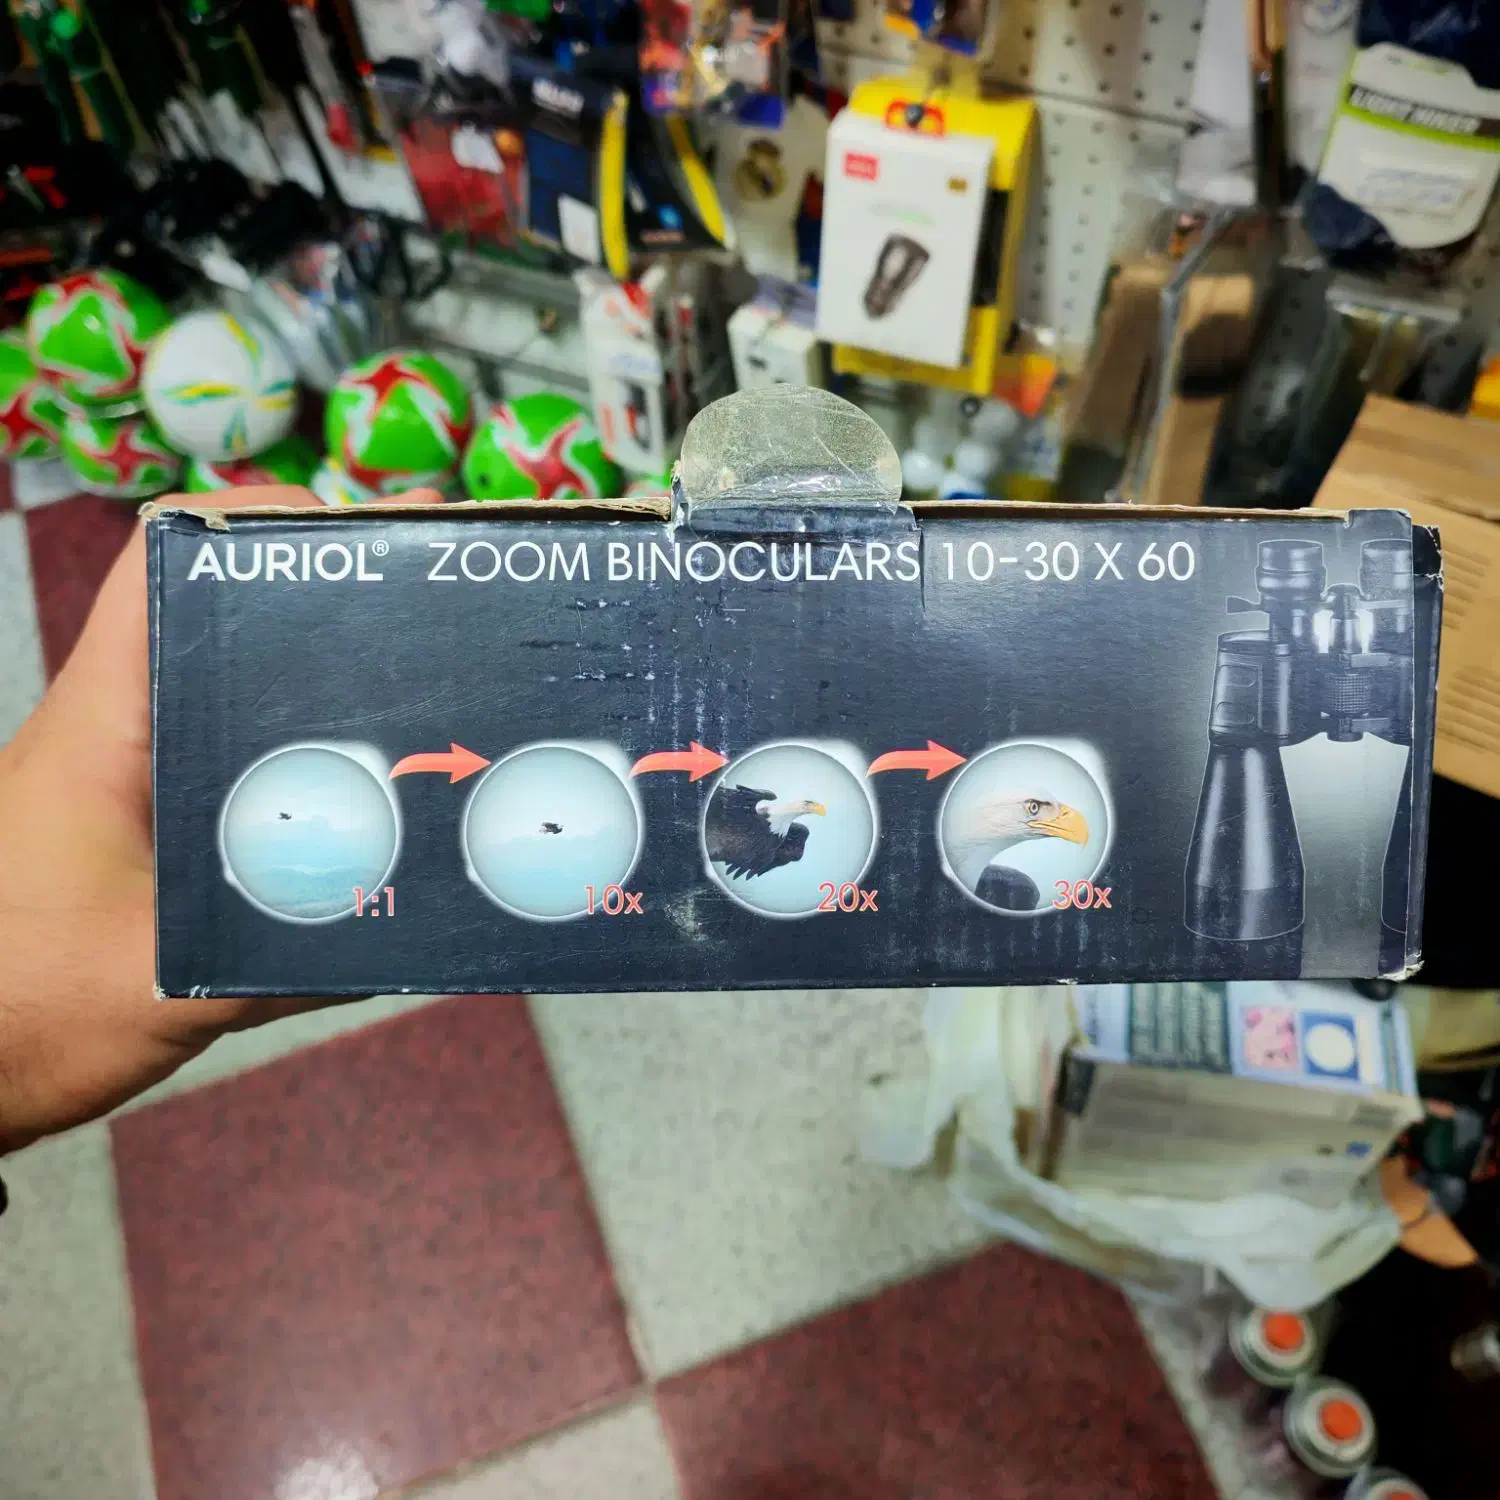 AURIOL® ZOOM BINOCULARS 10-30 X 60
1:1
10x
20x
30x